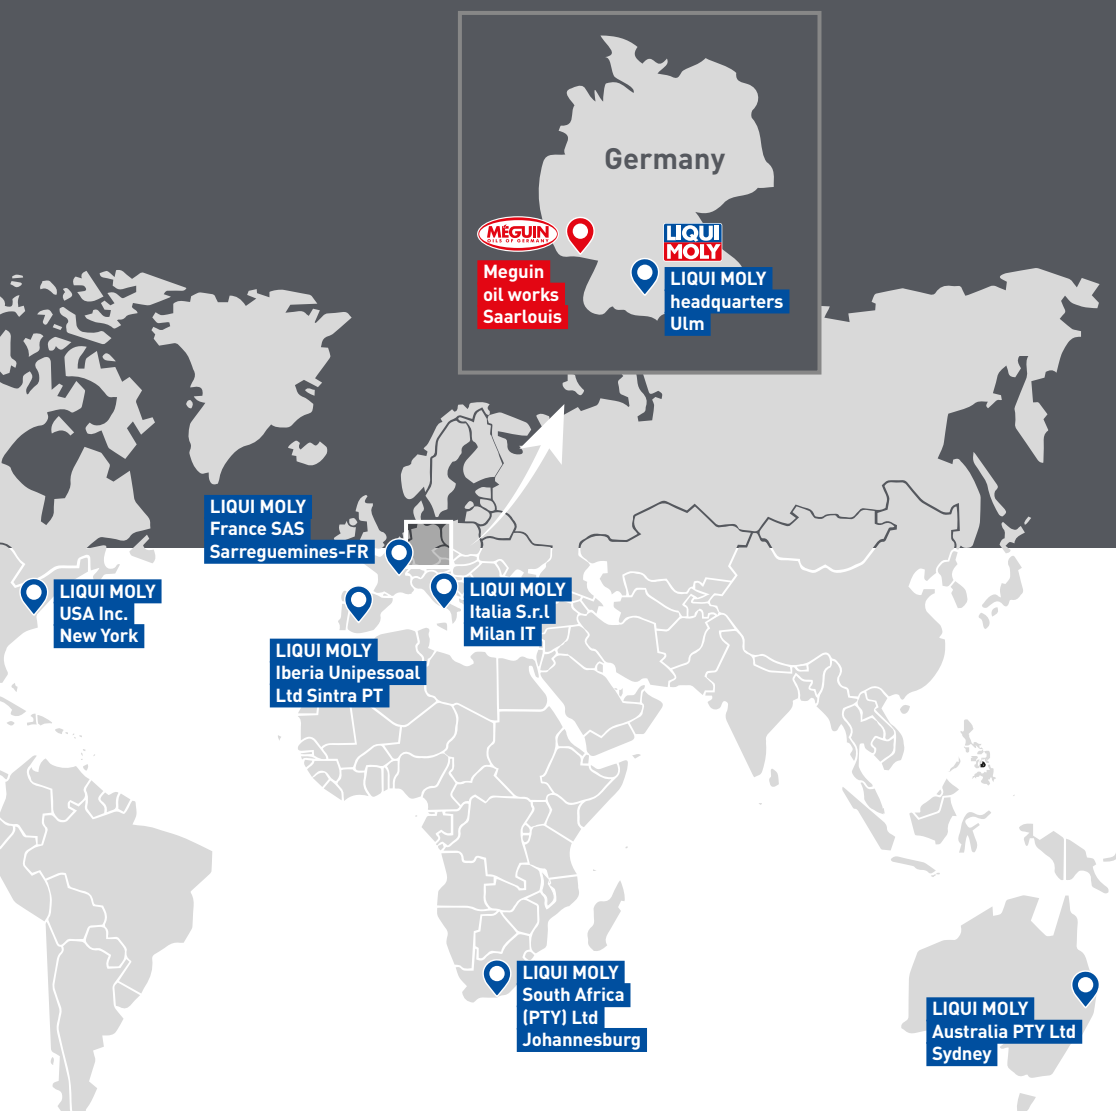 Germany
MÉGUIN
OILS OF GERMANY
Meguin
oil works
Saarlouis
LIQUI
MOLY
LIQUI MOLY
headquarters
Ulm
LIQUI MOLY
France SAS
Sarreguemines-FR
LIQUI MOLY
USA Inc.
New York
LIQUI MOLY
Italia S.r.l
Milan IT
LIQUI MOLY
Iberia Unipessoal
Ltd Sintra PT
LIQUI MOLY
South Africa
(PTY) Ltd
Johannesburg
LIQUI MOLY
Australia PTY Ltd
Sydney